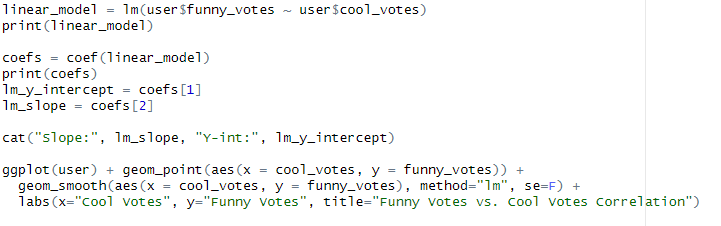 linear_model = lm(user$funny_votes ~ user$cool_votes)
print(linear_model)
coefs = coef(linear_model)
print(coefs)
lm_y_intercept = coefs[1]
lm_slope = coefs[2]
cat("Slope:", lm_slope, "Y-int:", lm_y_intercept)
ggplot(user) + geom_point(aes(x = cool_votes, y = funny_votes)) +
  geom_smooth(aes(x = cool_votes, y = funny_votes), method="lm", se=F) +
  labs(x="Cool Votes", y="Funny Votes", title="Funny Votes vs. Cool Votes Correlation")